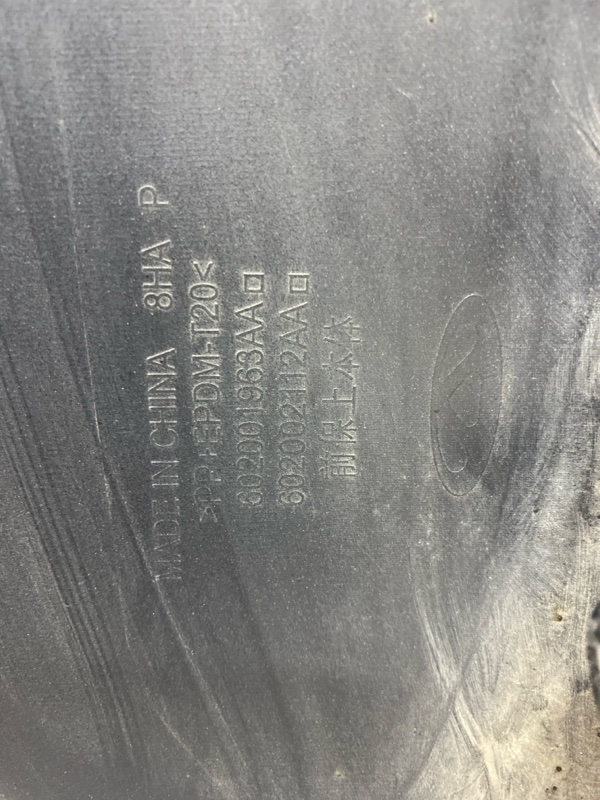 MADE IN CHINA 8HA P
>PP+EPDM-T20<
602001963AA
602002112AA
前保上本体